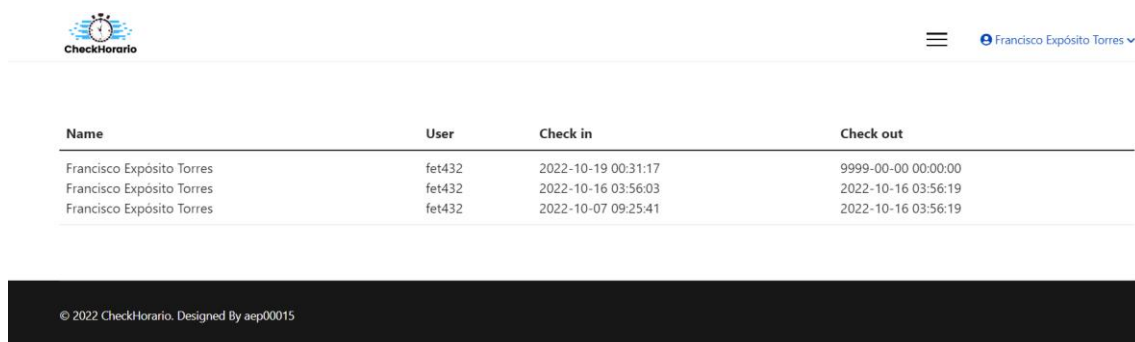 CheckHorario
Francisco Expósito Torres
Name User Check in Check out
Francisco Expósito Torres fet432 2022-10-19 00:31:17 9999-00-00 00:00:00
Francisco Expósito Torres fet432 2022-10-16 03:56:03 2022-10-16 03:56:19
Francisco Expósito Torres fet432 2022-10-07 09:25:41 2022-10-16 03:56:19
© 2022 CheckHorario. Designed By aep00015